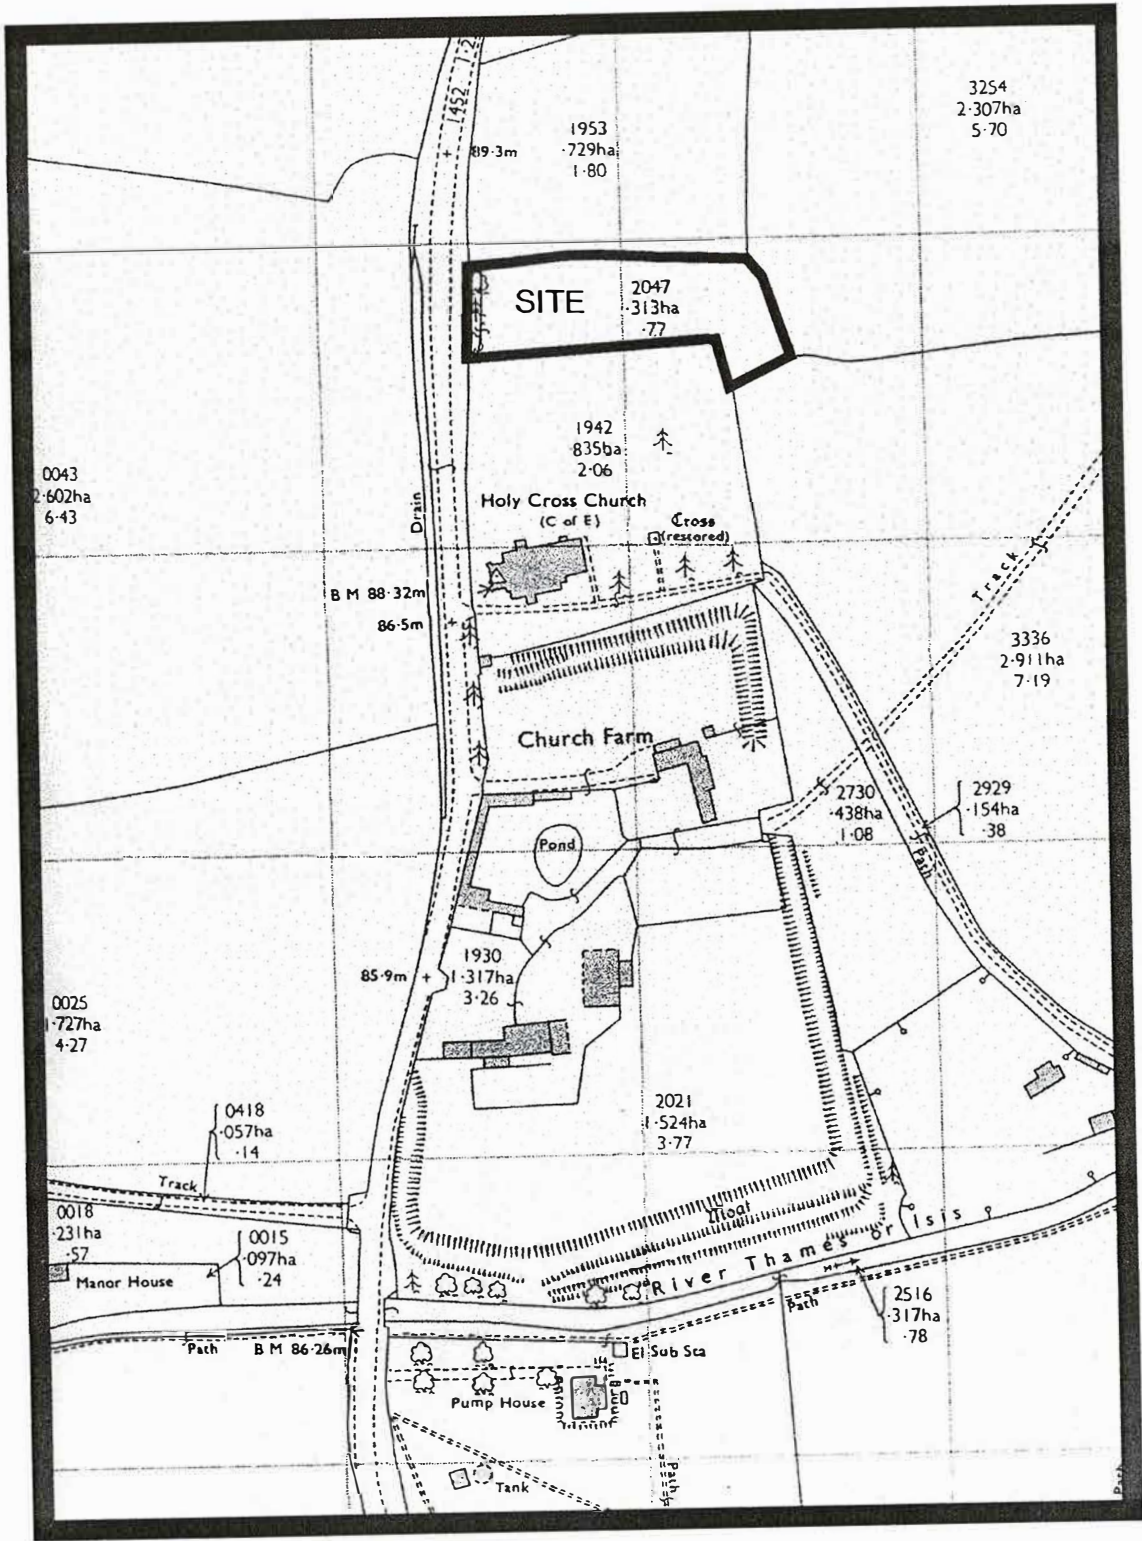 1452
1·2
3254
2·307ha
5·70
1953
·729ha
1·80
89·3m
SITE
2047
·313ha
·77
1942
·835ha
2·06
0043
2·602ha
6·43
Drain
Holy Cross Church
(C of E)
Cross
(restored)
Track
B M 88·32m
86·5m
3336
2·911ha
7·19
Church Farm
2730
·438ha
1·08
2929
·154ha
·38
Path
Pond
1930
1·317ha
3·26
85·9m
0025
1·727ha
4·27
2021
1·524ha
3·77
0418
·057ha
·14
Track
0018
·231ha
·57
0015
·097ha
·24
Manor House
Moat
River Thames or Isis
2516
·317ha
·78
Path
Path
B M 86·26m
El Sub Sta
Pump House
Tank
Path
Path